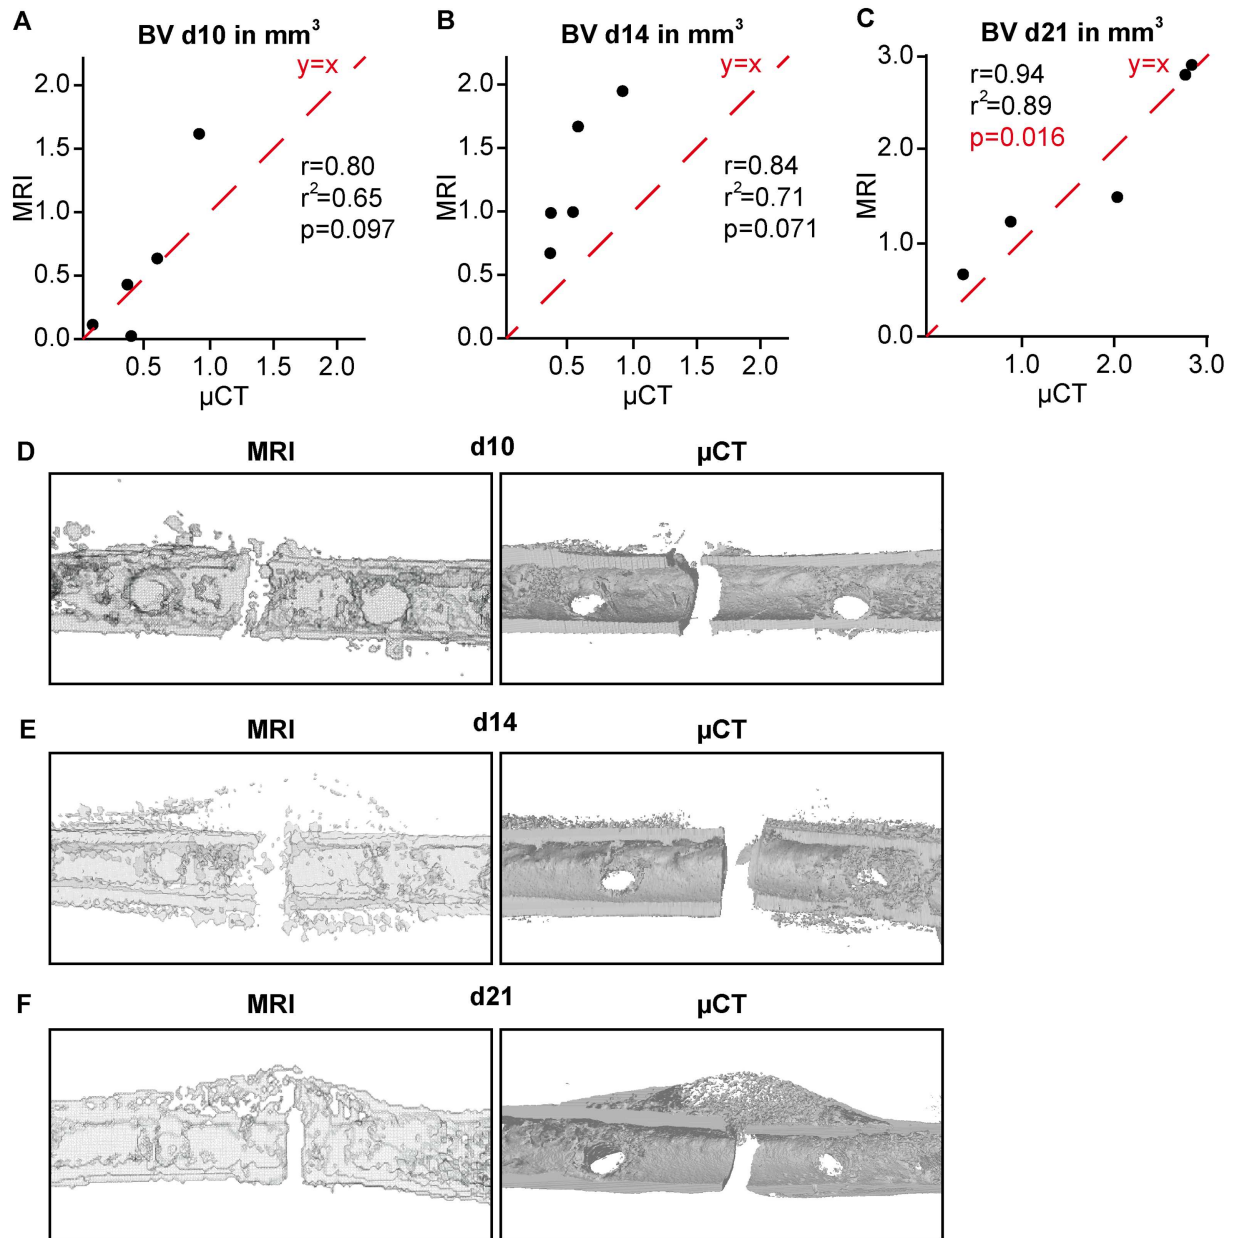 A
BV d10 in mm³
y=x
2.0
1.5
1.0
0.5
0.0
MRI
r=0.80
r²=0.65
p=0.097
0.5 1.0 1.5 2.0
µCT
B
BV d14 in mm³
y=x
2.0
1.5
1.0
0.5
0.0
MRI
r=0.84
r²=0.71
p=0.071
0.5 1.0 1.5 2.0
µCT
C
BV d21 in mm³
r=0.94
r²=0.89
p=0.016
y=x
3.0
2.0
1.0
0.0
MRI
1.0 2.0 3.0
µCT
D
MRI d10 µCT
E
MRI d14 µCT
F
MRI d21 µCT